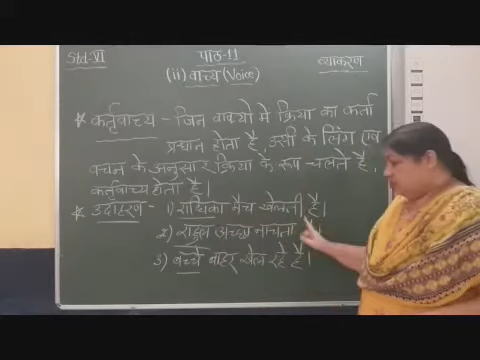 Std-VI पाठ-11 व्याकरण
(ii) वाच्य (Voice)
* कर्तृवाच्य - जिन वाक्यों में क्रिया का कर्ता
प्रधान होता है, उसी के लिंग एवं
वचन के अनुसार क्रिया के रूप चलते है,
कर्तृवाच्य होता है।
* उदाहरण - 1) राधिका मैच खेलती है।
2) राहुल अच्छा नाचता
3) बच्चे बाहर खेल रहे है।